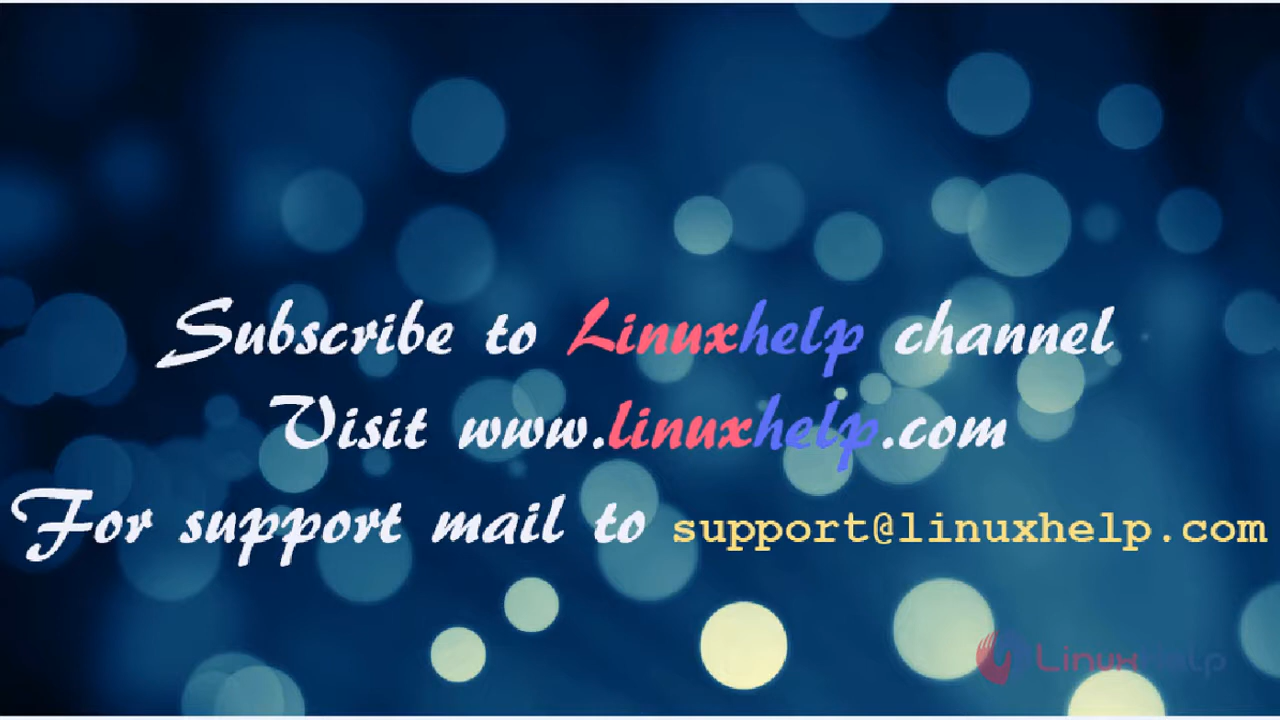 Subscribe to Linuxhelp channel
Visit www.linuxhelp.com
For support mail to support@linuxhelp.com
LinuxHelp